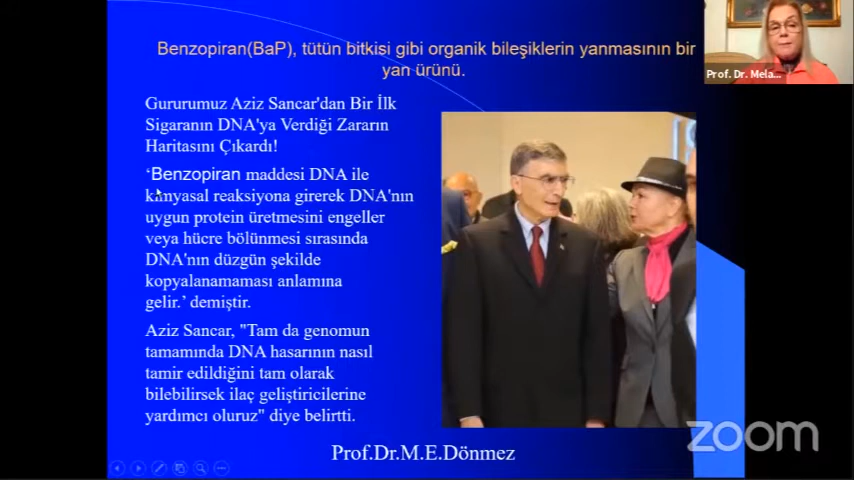 Benzopiran(BaP), tütün bitkisi gibi organik bileşiklerin yanmasının bir
yan ürünü.
Prof. Dr. Mela...
Gururumuz Aziz Sancar'dan Bir İlk
Sigaranın DNA'ya Verdiği Zararın
Haritasını Çıkardı!
‘Benzopiran maddesi DNA ile
kimyasal reaksiyona girerek DNA'nın
uygun protein üretmesini engeller
veya hücre bölünmesi sırasında
DNA'nın düzgün şekilde
kopyalanamaması anlamına
gelir.’ demiştir.
Aziz Sancar, "Tam da genomun
tamamında DNA hasarının nasıl
tamir edildiğini tam olarak
bilebilirsek ilaç geliştiricilerine
yardımcı oluruz" diye belirtti.
zoom
Prof.Dr.M.E.Dönmez